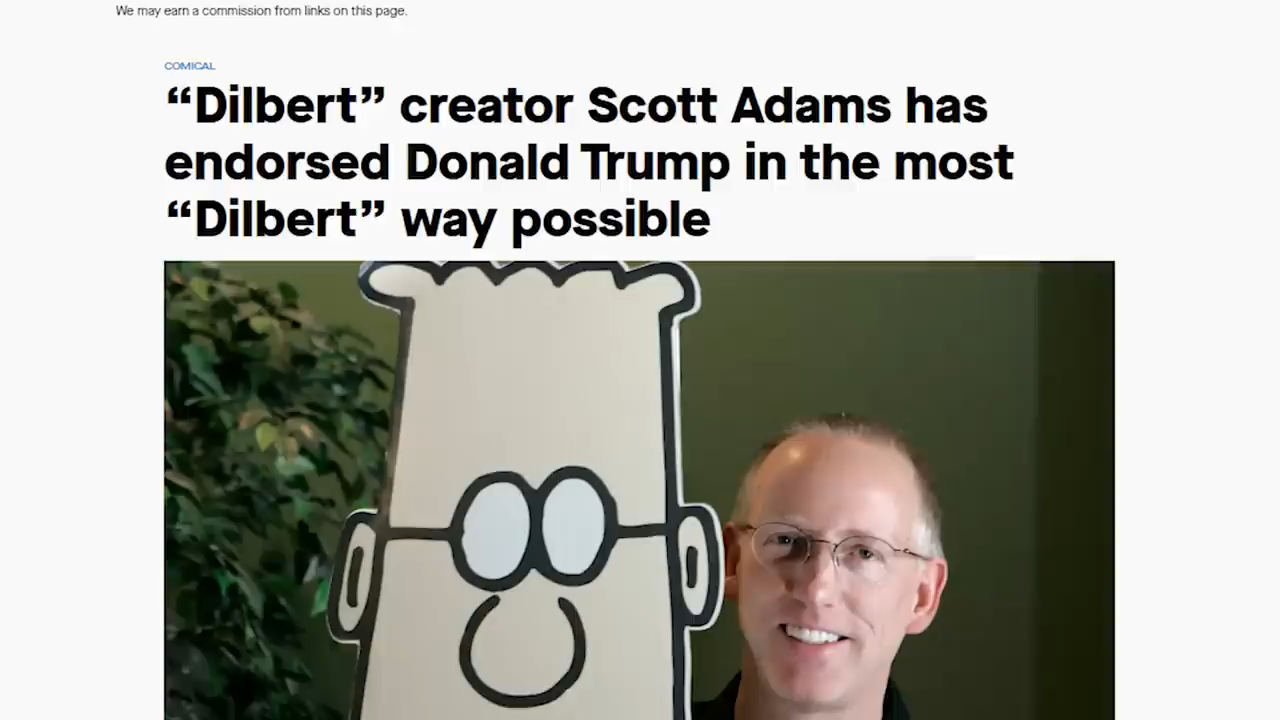 We may earn a commission from links on this page.
COMICAL
“Dilbert” creator Scott Adams has
endorsed Donald Trump in the most
“Dilbert” way possible